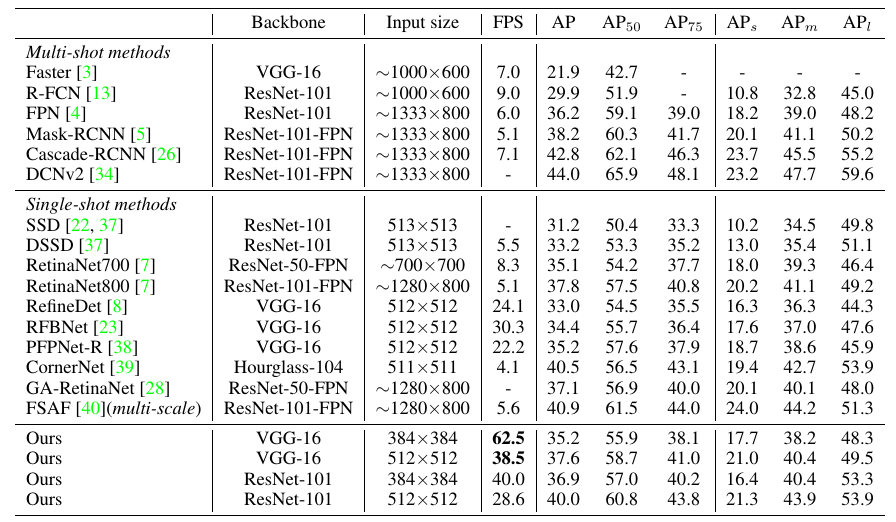 Backbone Input size FPS AP AP50 AP75 APs APm APl
Multi-shot methods
Faster [3] VGG-16 ~1000×600 7.0 21.9 42.7 - - - -
R-FCN [13] ResNet-101 ~1000×600 9.0 29.9 51.9 - 10.8 32.8 45.0
FPN [4] ResNet-101 ~1333×800 6.0 36.2 59.1 39.0 18.2 39.0 48.2
Mask-RCNN [5] ResNet-101-FPN ~1333×800 5.1 38.2 60.3 41.7 20.1 41.1 50.2
Cascade-RCNN [26] ResNet-101-FPN ~1333×800 7.1 42.8 62.1 46.3 23.7 45.5 55.2
DCNv2 [34] ResNet-101-FPN ~1333×800 - 44.0 65.9 48.1 23.2 47.7 59.6
Single-shot methods
SSD [22, 37] ResNet-101 513×513 - 31.2 50.4 33.3 10.2 34.5 49.8
DSSD [37] ResNet-101 513×513 5.5 33.2 53.3 35.2 13.0 35.4 51.1
RetinaNet700 [7] ResNet-50-FPN ~700×700 8.3 35.1 54.2 37.7 18.0 39.3 46.4
RetinaNet800 [7] ResNet-101-FPN ~1280×800 5.1 37.8 57.5 40.8 20.2 41.1 49.2
RefineDet [8] VGG-16 512×512 24.1 33.0 54.5 35.5 16.3 36.3 44.3
RFBNet [23] VGG-16 512×512 30.3 34.4 55.7 36.4 17.6 37.0 47.6
PFPNet-R [38] VGG-16 512×512 22.2 35.2 57.6 37.9 18.7 38.6 45.9
CornerNet [39] Hourglass-104 511×511 4.1 40.5 56.5 43.1 19.4 42.7 53.9
GA-RetinaNet [28] ResNet-50-FPN ~1280×800 - 37.1 56.9 40.0 20.1 40.1 48.0
FSAF [40](multi-scale) ResNet-101-FPN ~1280×800 5.6 40.9 61.5 44.0 24.0 44.2 51.3
Ours VGG-16 384×384 62.5 35.2 55.9 38.1 17.7 38.2 48.3
Ours VGG-16 512×512 38.5 37.6 58.7 41.0 21.0 40.4 49.5
Ours ResNet-101 384×384 40.0 36.9 57.0 40.2 16.4 40.4 53.3
Ours ResNet-101 512×512 28.6 40.0 60.8 43.8 21.3 43.9 53.9